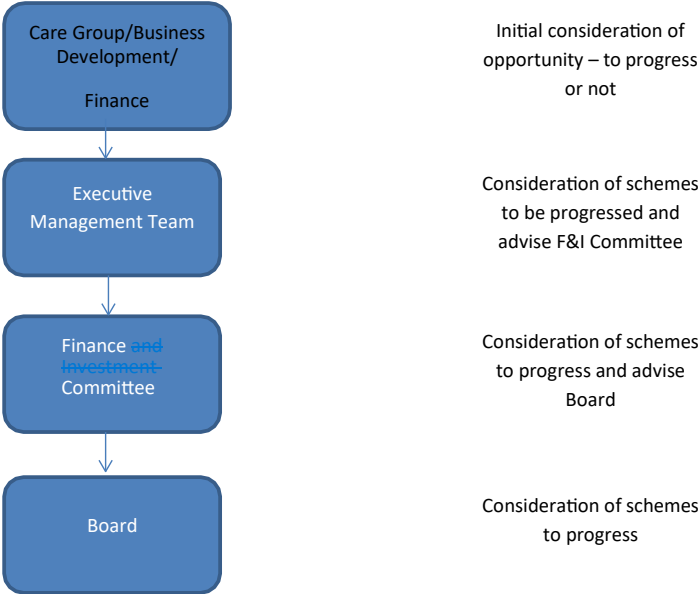 Care Group/Business
Development/
Finance
Initial consideration of
opportunity – to progress
or not
Executive
Management Team
Consideration of schemes
to be progressed and
advise F&I Committee
Finance and
Investment
Committee
Consideration of schemes
to progress and advise
Board
Board
Consideration of schemes
to progress